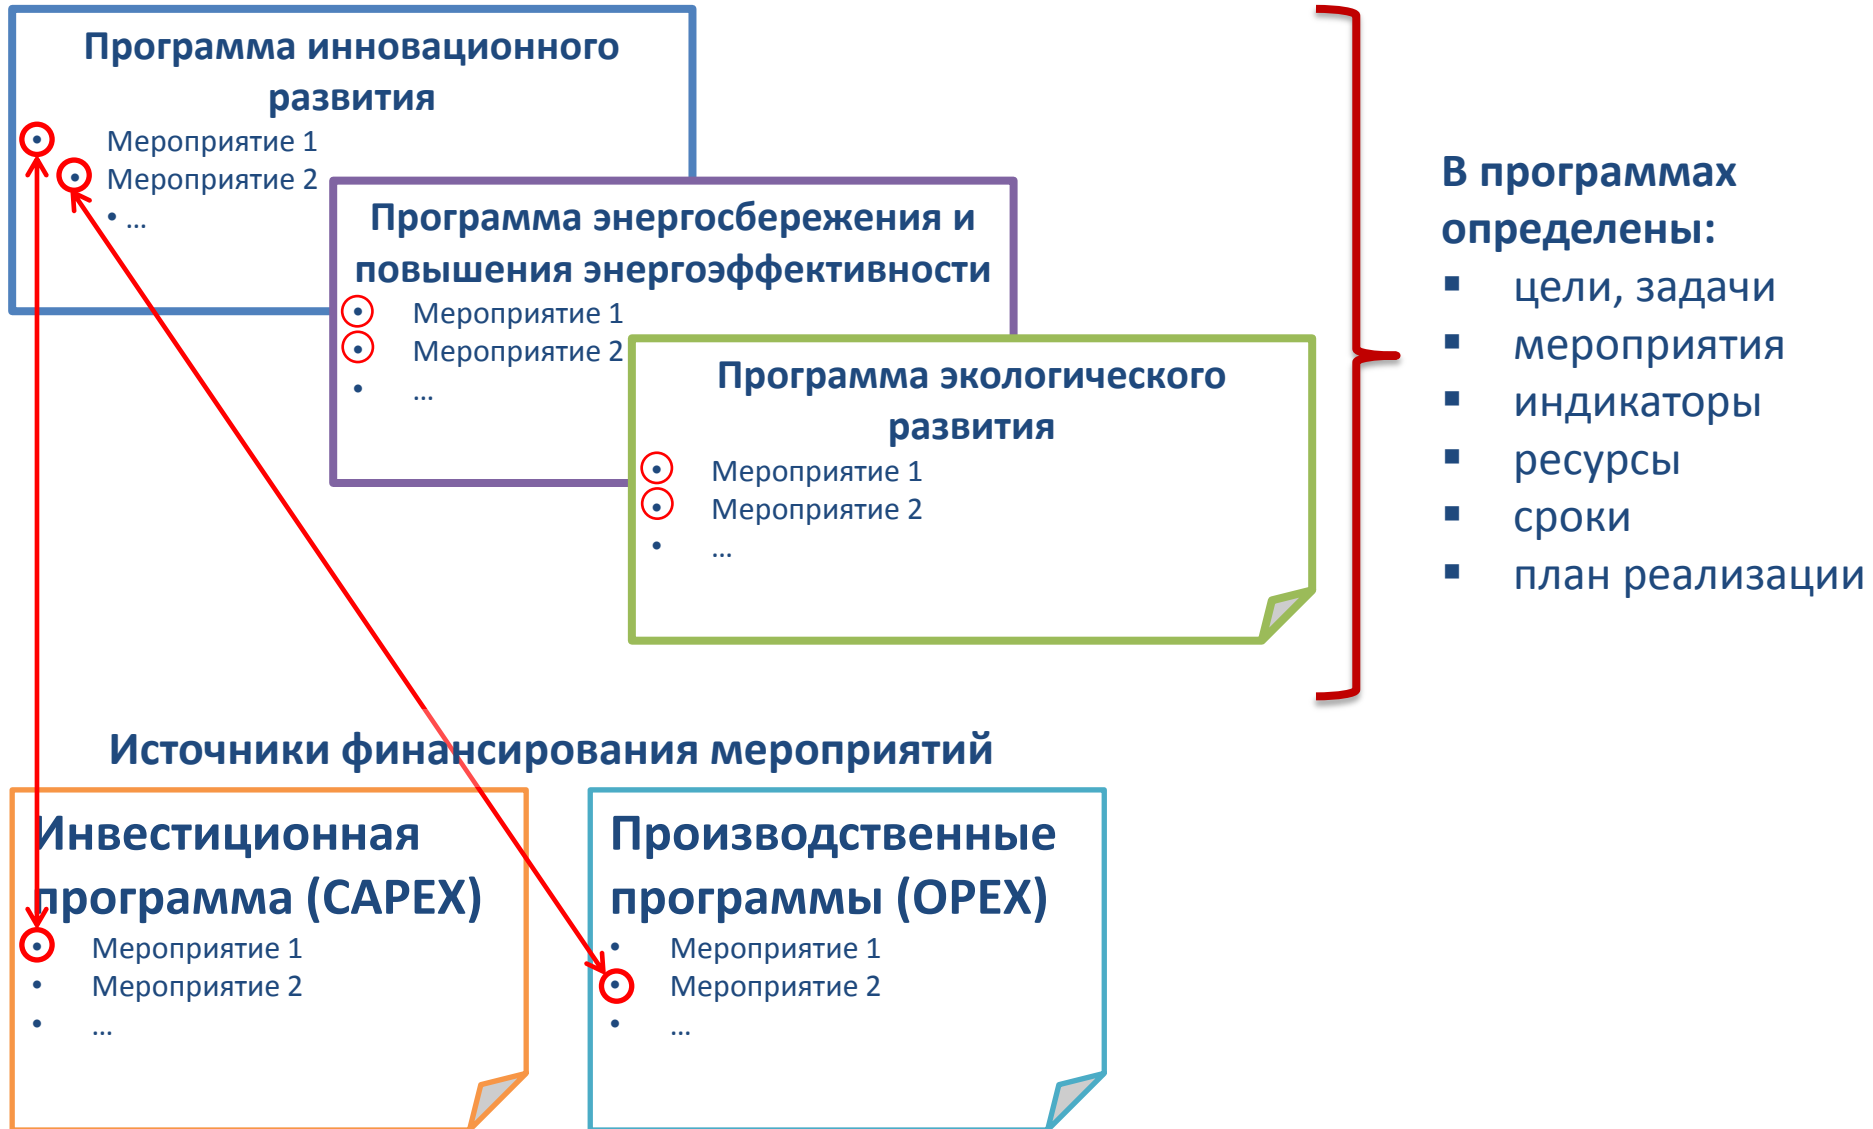 Программа инновационного
развития
• Мероприятие 1
• Мероприятие 2
• ...
Программа энергосбережения и
повышения энергоэффективности
• Мероприятие 1
• Мероприятие 2
• ...
Программа экологического
развития
• Мероприятие 1
• Мероприятие 2
• ...
В программах
определены:
▪ цели, задачи
▪ мероприятия
▪ индикаторы
▪ ресурсы
▪ сроки
▪ план реализации
Источники финансирования мероприятий
Инвестиционная
программа (CAPEX)
• Мероприятие 1
• Мероприятие 2
• ...
Производственные
программы (OPEX)
• Мероприятие 1
• Мероприятие 2
• ...